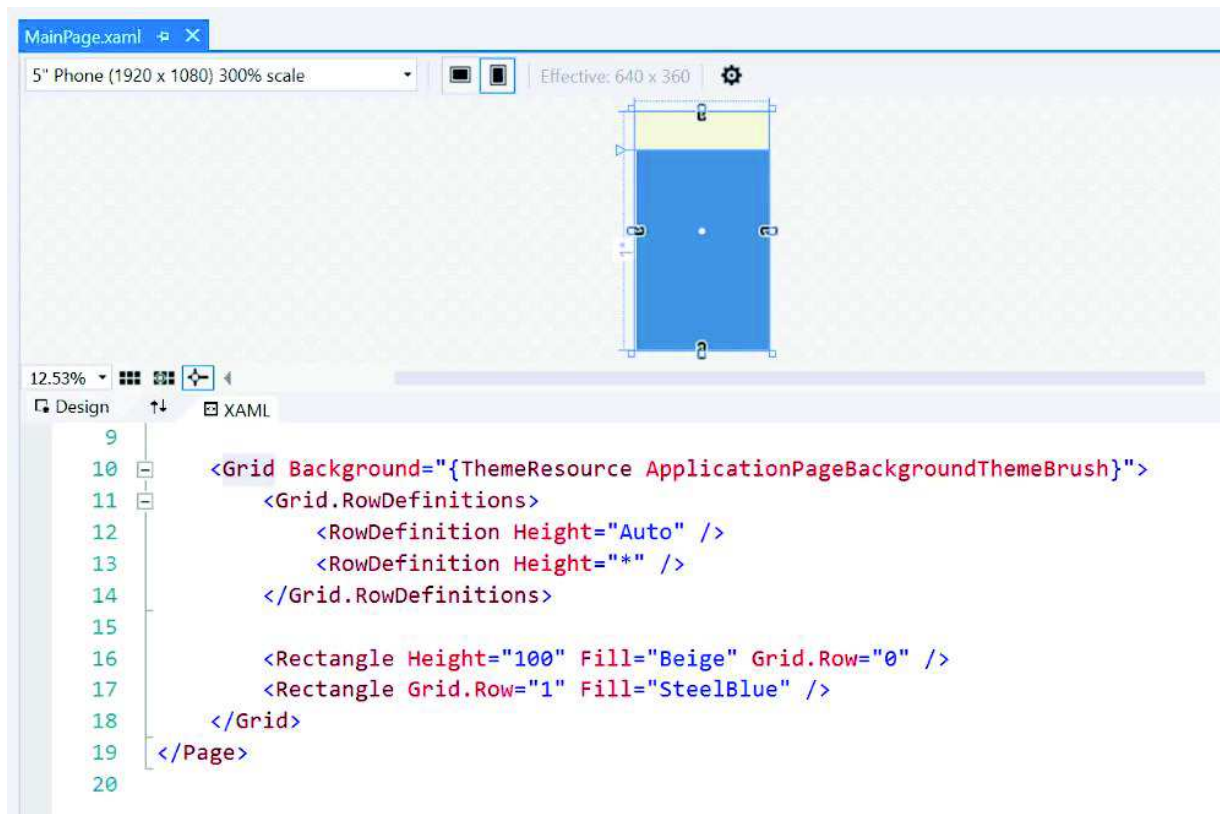 MainPage.xaml
5" Phone (1920 x 1080) 300% scale Effective: 640 x 360
1*
12.53%
Design XAML
9
10 <Grid Background="{ThemeResource ApplicationPageBackgroundThemeBrush}">
11 <Grid.RowDefinitions>
12 <RowDefinition Height="Auto" />
13 <RowDefinition Height="*" />
14 </Grid.RowDefinitions>
15
16 <Rectangle Height="100" Fill="Beige" Grid.Row="0" />
17 <Rectangle Grid.Row="1" Fill="SteelBlue" />
18 </Grid>
19 </Page>
20